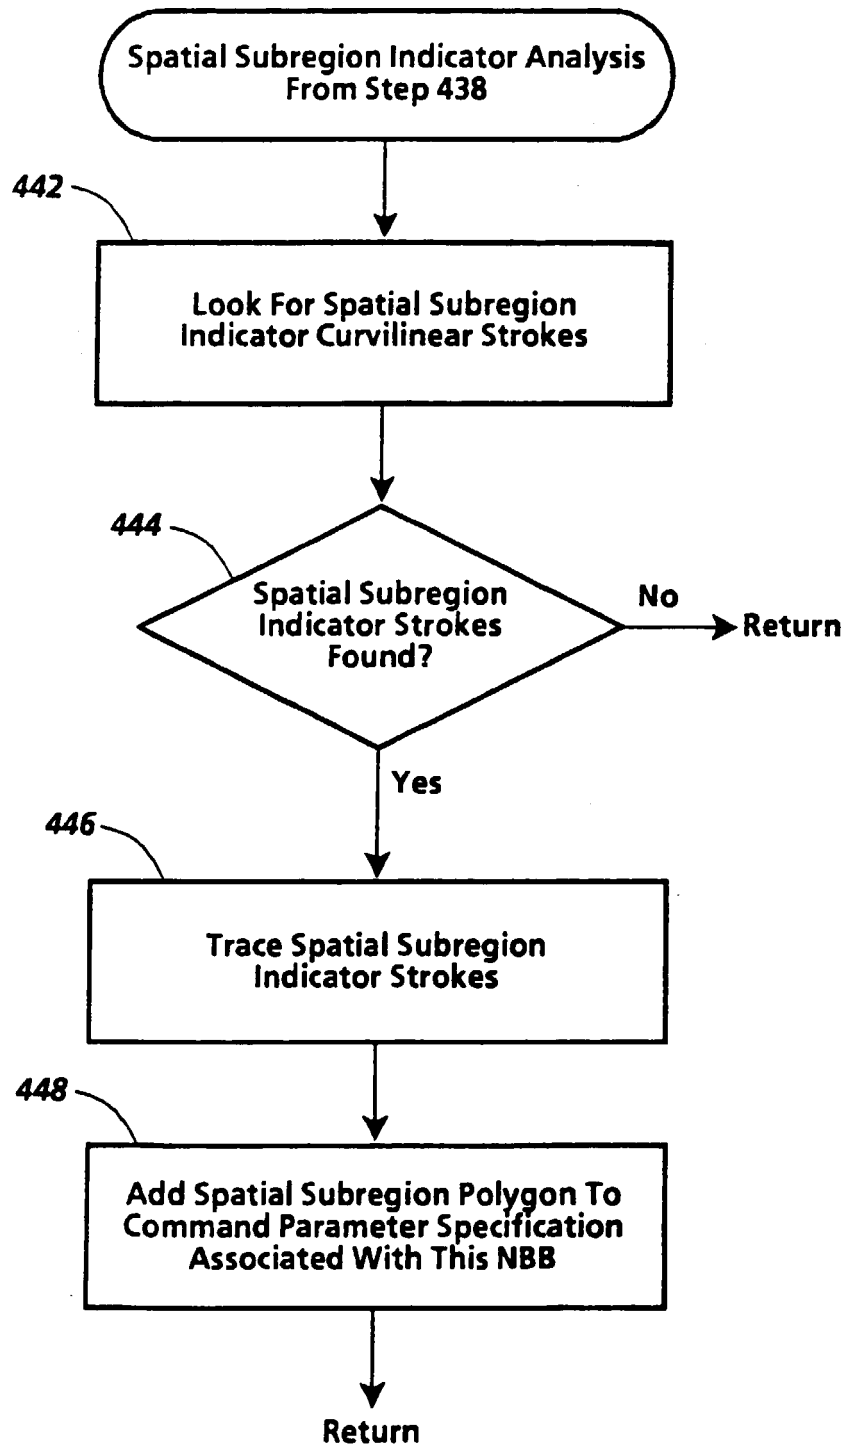 Spatial Subregion Indicator Analysis
From Step 438
442
Look For Spatial Subregion
Indicator Curvilinear Strokes
444
Spatial Subregion
Indicator Strokes
Found?
No
Return
Yes
446
Trace Spatial Subregion
Indicator Strokes
448
Add Spatial Subregion Polygon To
Command Parameter Specification
Associated With This NBB
Return